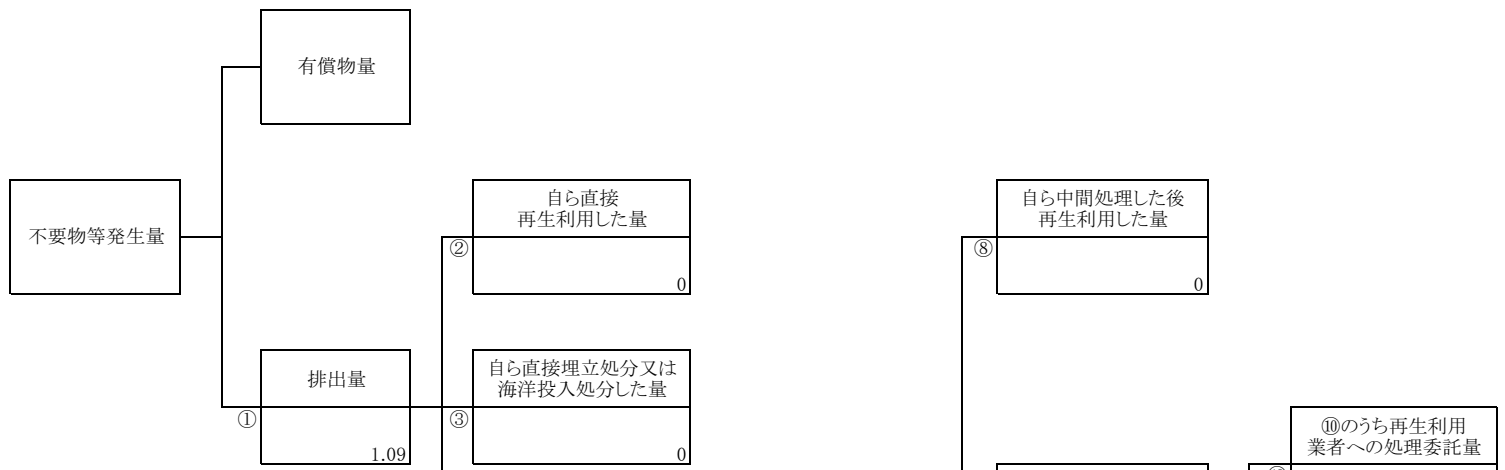 有償物量
不要物等発生量
自ら直接
再生利用した量
②
0
自ら中間処理した後
再生利用した量
⑧
0
排出量
①
1.09
自ら直接埋立処分又は
海洋投入処分した量
③
0
⑩のうち再生利用
業者への処理委託量